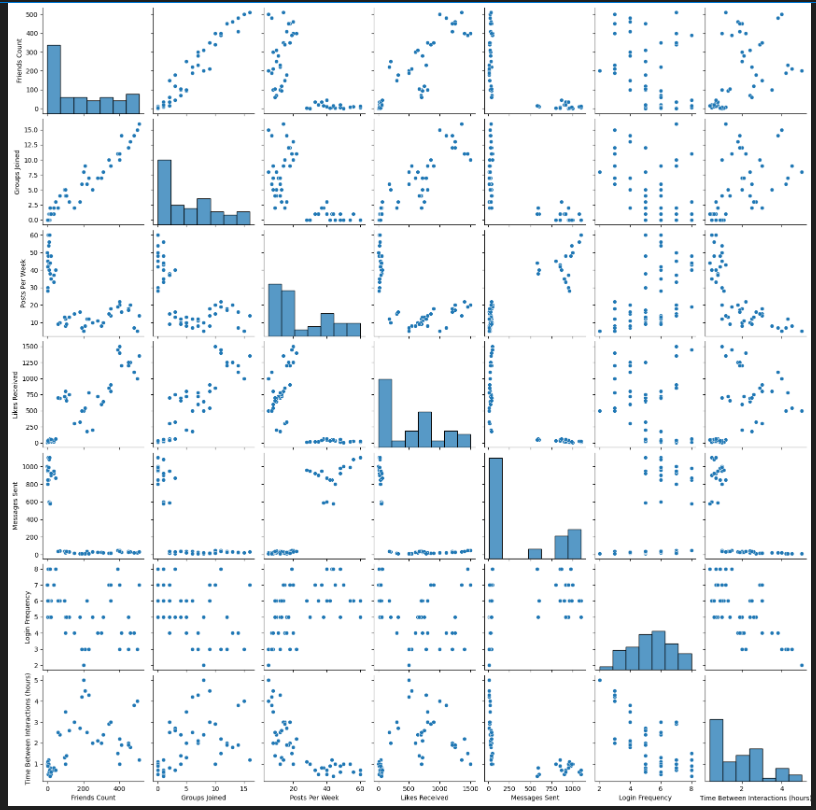 500
400
300
200
100
0
Friends Count
15.0
12.5
10.0
7.5
5.0
2.5
0.0
Groups Joined
60
50
40
30
20
10
Posts Per Week
1500
1250
1000
750
500
250
0
Likes Received
1000
800
600
400
200
0
Messages Sent
8
7
6
5
4
3
2
Login Frequency
5
4
3
2
1
Time Between Interactions (hours)
0 200 400
Friends Count
0 5 10 15
Groups Joined
0 20 40 60
Posts Per Week
0 500 1000 1500
Likes Received
0 250 500 750 1000
Messages Sent
2 4 6 8
Login Frequency
2 4
Time Between Interactions (hours)